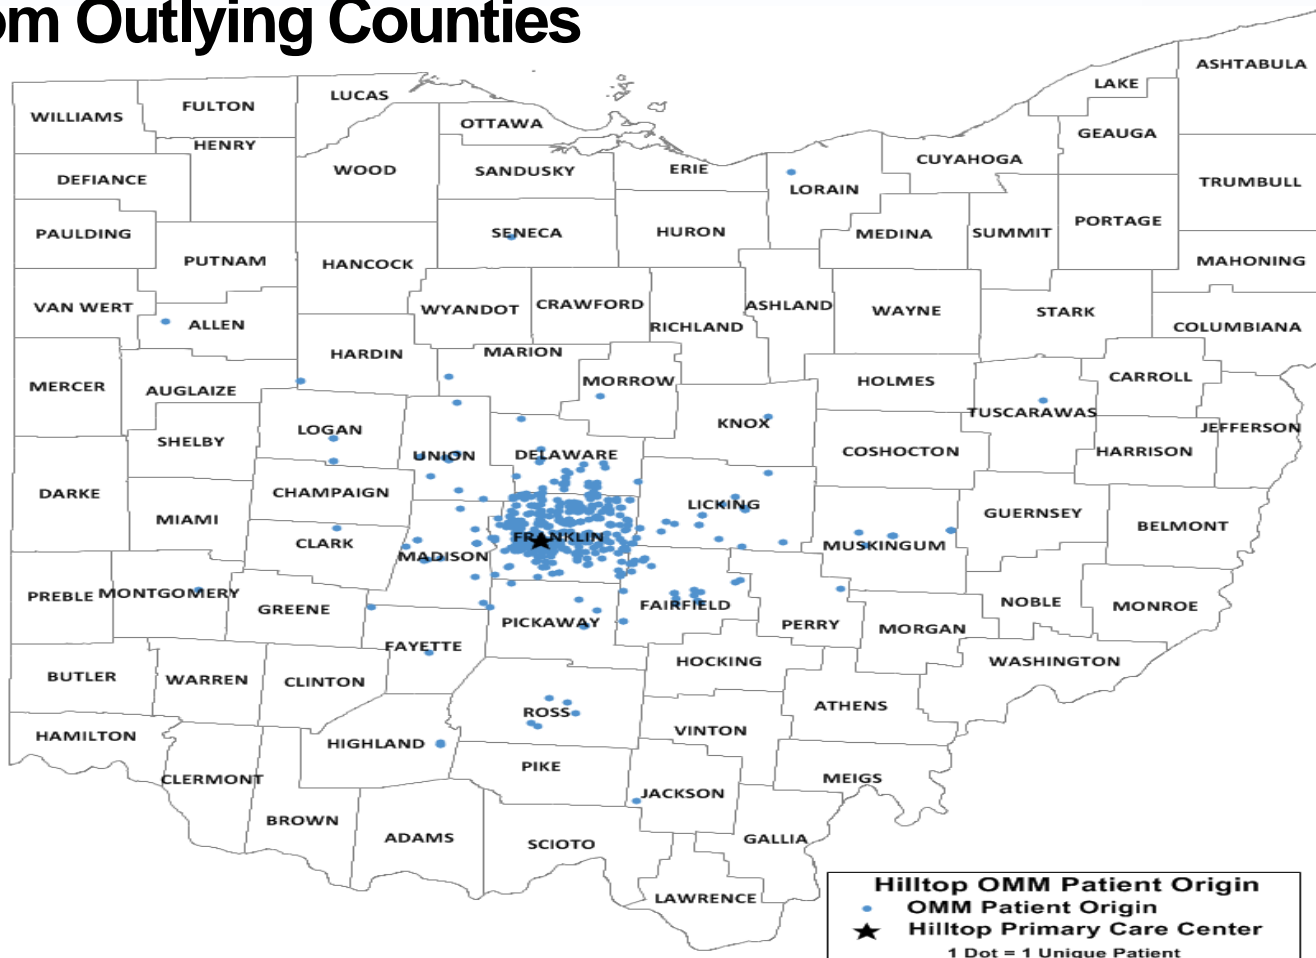 om Outlying Counties
ASHTABULA
LAKE
LUCAS
FULTON
WILLIAMS
OTTAWA
GEAUGA
HENRY
CUYAHOGA
WOOD
SANDUSKY
ERIE
DEFIANCE
LORAIN
TRUMBULL
PORTAGE
PAULDING
SENECA
HURON
MEDINA
SUMMIT
PUTNAM
HANCOCK
MAHONING
VAN WERT
WYANDOT
CRAWFORD
ASHLAND
WAYNE
STARK
ALLEN
RICHLAND
COLUMBIANA
HARDIN
MARION
MERCER
AUGLAIZE
MORROW
HOLMES
CARROLL
TUSCARAWAS
KNOX
LOGAN
JEFFERSON
SHELBY
UNION
DELAWARE
COSHOCTON
HARRISON
DARKE
CHAMPAIGN
LICKING
GUERNSEY
MIAMI
BELMONT
CLARK
FRANKLIN
MUSKINGUM
MADISON
PREBLE
MONTGOMERY
GREENE
FAIRFIELD
NOBLE
MONROE
PICKAWAY
PERRY
MORGAN
FAYETTE
HOCKING
WASHINGTON
BUTLER
WARREN
CLINTON
ATHENS
ROSS
VINTON
HAMILTON
HIGHLAND
PIKE
CLERMONT
MEIGS
JACKSON
BROWN
ADAMS
SCIOTO
GALLIA
LAWRENCE
Hilltop OMM Patient Origin
OMM Patient Origin
Hilltop Primary Care Center
1 Dot = 1 Unique Patient